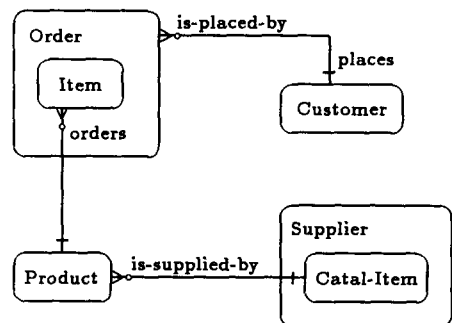 is-placed-by
Order
Item
places
Customer
orders
Supplier
is-supplied-by
Product
Catal-Item